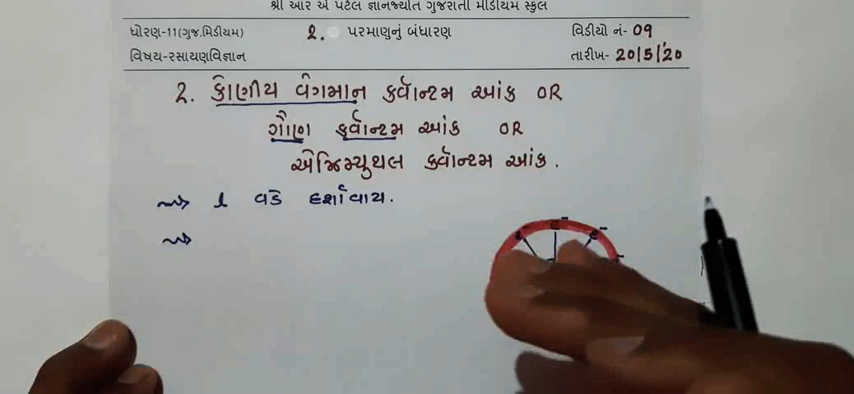 શ્રી આર એ પટેલ જ્ઞાનજ્યોત ગુજરાતી મીડીયમ સ્કુલ
ધોરણ-11(ગુજ.મિડીયમ) 2. પરમાણુનું બંધારણ વિડીયો નં- 09
વિષય-રસાયણવિજ્ઞાન તારીખ- 20/5/20
2. કોણીય વેગમાન ક્વૉન્ટમ આંક OR
ગૌણ ક્વૉન્ટમ આંક OR
એઝિમ્યુથલ ક્વૉન્ટમ આંક.
l વડે દર્શાવાય.